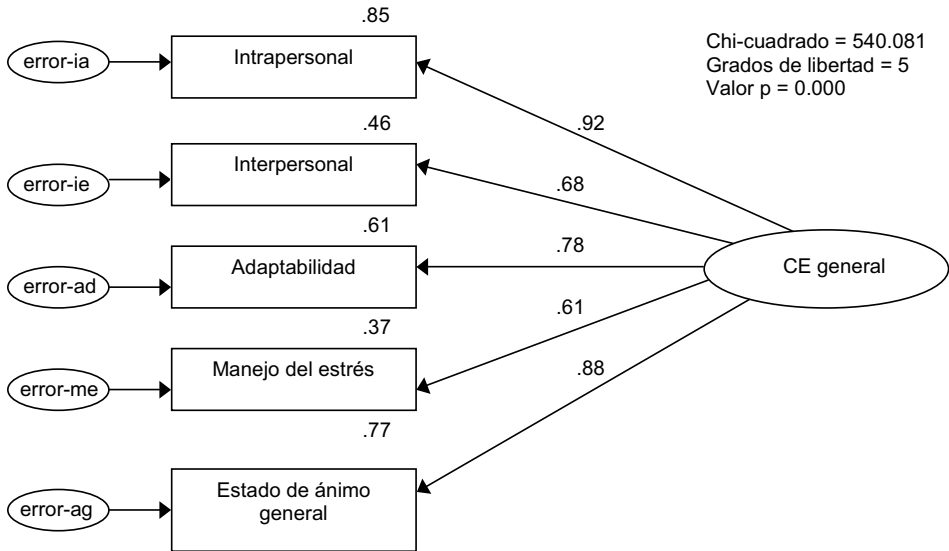 .85
error-ia
Intrapersonal
Chi-cuadrado = 540.081
Grados de libertad = 5
Valor p = 0.000
.92
.46
error-ie
Interpersonal
.68
.61
error-ad
Adaptabilidad
.78
CE general
.37
error-me
Manejo del estrés
.61
.88
.77
error-ag
Estado de ánimo
general